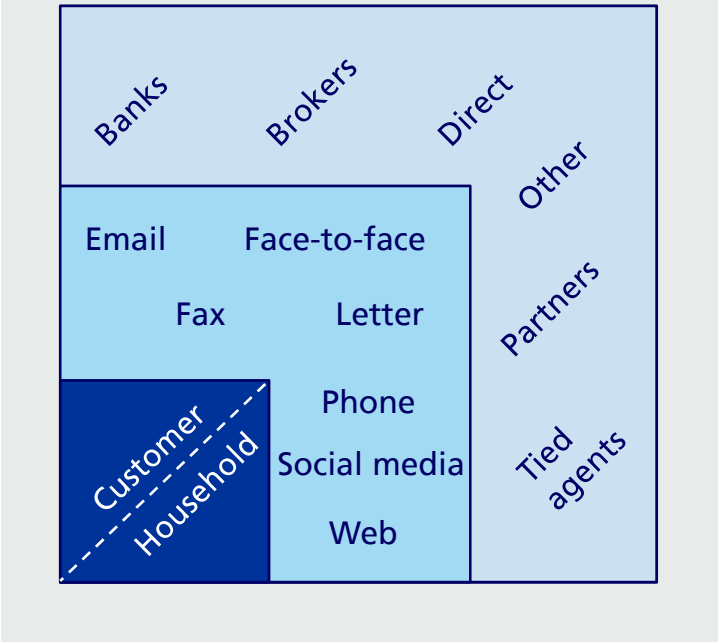 Banks
Brokers
Direct
Other
Email
Face-to-face
Fax
Letter
Partners
Phone
Customer
Household
Social media
Tied
agents
Web